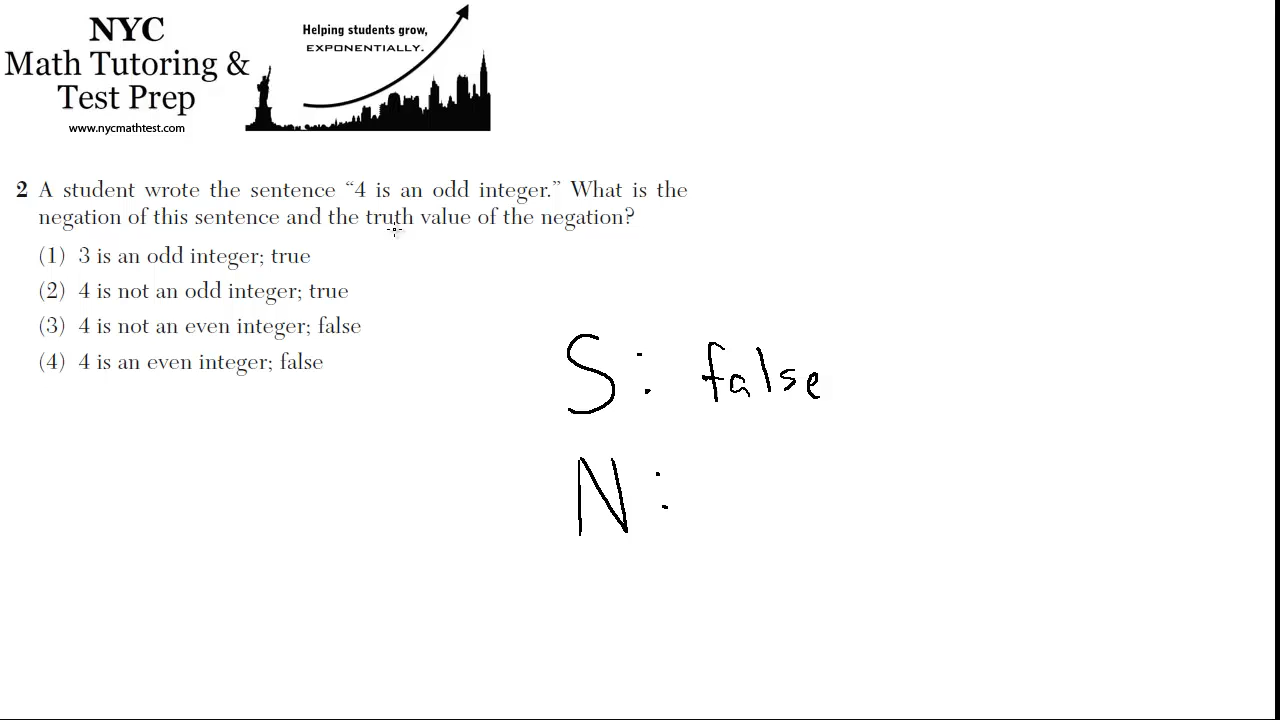 NYC
Math Tutoring &
Test Prep
www.nycmathtest.com
Helping students grow,
EXPONENTIALLY.
2 A student wrote the sentence “4 is an odd integer.” What is the
negation of this sentence and the truth value of the negation?
(1) 3 is an odd integer; true
(2) 4 is not an odd integer; true
(3) 4 is not an even integer; false
(4) 4 is an even integer; false
S: false
N: